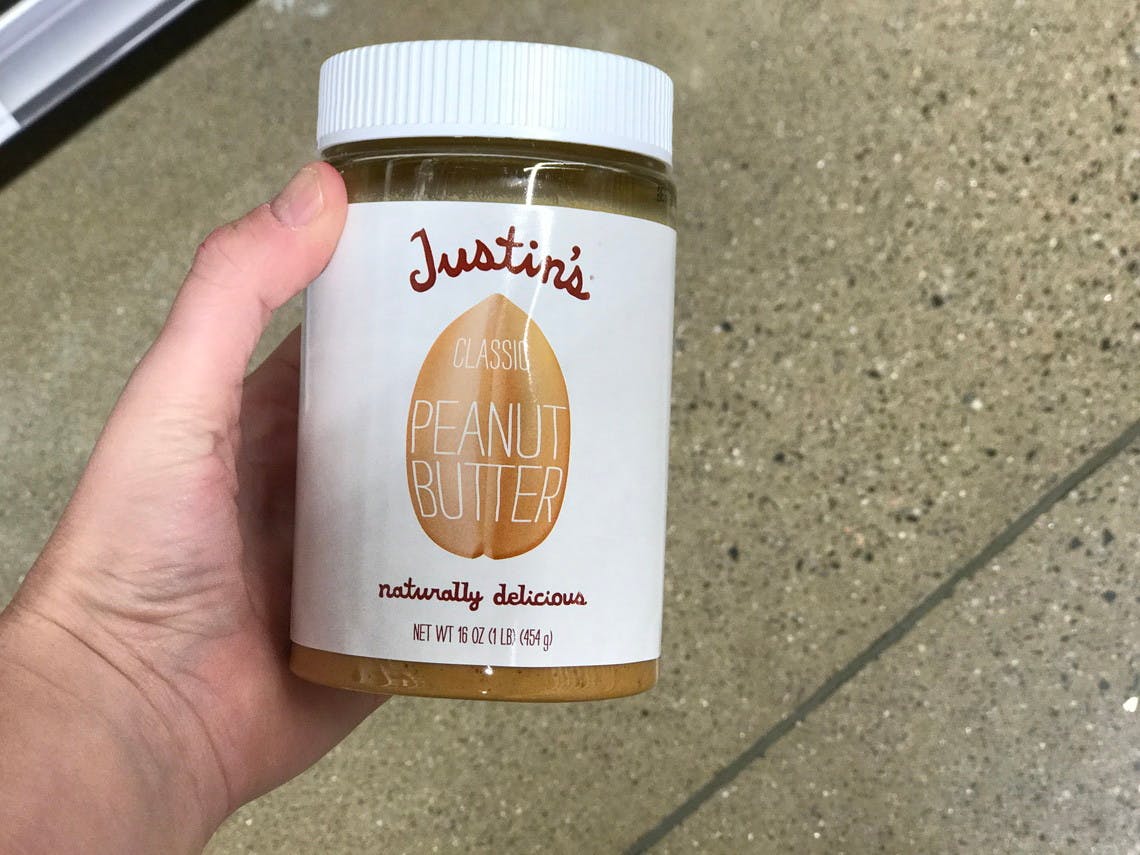 Justin's
CLASSIC
PEANUT
BUTTER
naturally delicious
NET WT 16 OZ (1 LB) (454 g)